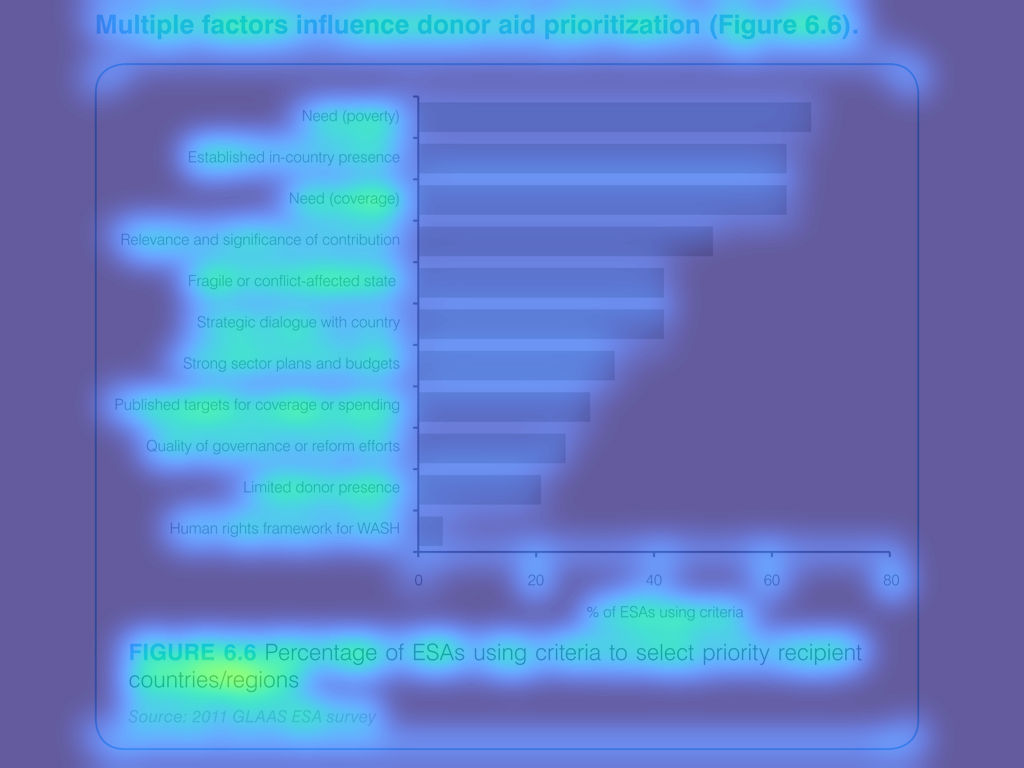 Multiple factors influence donor aid prioritization (Figure 6.6).
Need (poverty)
Established in-country presence
Need (coverage)
Relevance and significance of contribution
Fragile or conflict-affected state
Strategic dialogue with country
Strong sector plans and budgets
Published targets for coverage or spending
Quality of governance or reform efforts
Limited donor presence
Human rights framework for WASH
0 20 40 60 80
% of ESAs using criteria
FIGURE 6.6 Percentage of ESAs using criteria to select priority recipient
countries/regions
Source: 2011 GLAAS ESA survey